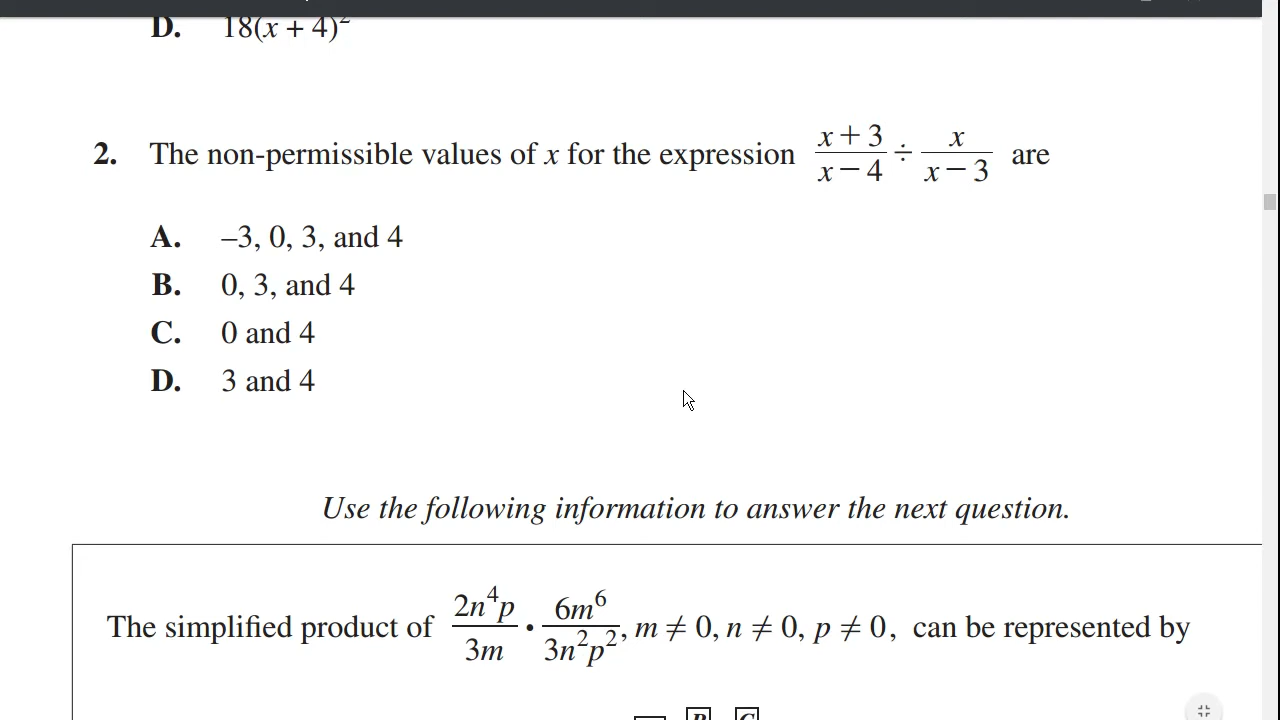 D. 18(x + 4)²
2. The non-permissible values of x for the expression (x + 3)/(x − 4) ÷ x/(x − 3) are
A. –3, 0, 3, and 4
B. 0, 3, and 4
C. 0 and 4
D. 3 and 4
Use the following information to answer the next question.
The simplified product of 2n⁴p/3m • 6m⁶/3n²p², m ≠ 0, n ≠ 0, p ≠ 0, can be represented by